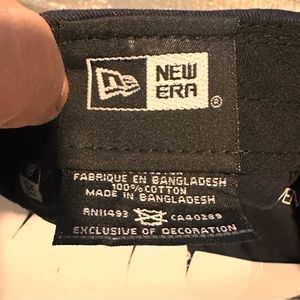 NEW
ERA
®
FABRIQUE EN BANGLADESH
100% COTTON
MADE IN BANGLADESH
RN11493 CA40289
EXCLUSIVE OF DECORATION